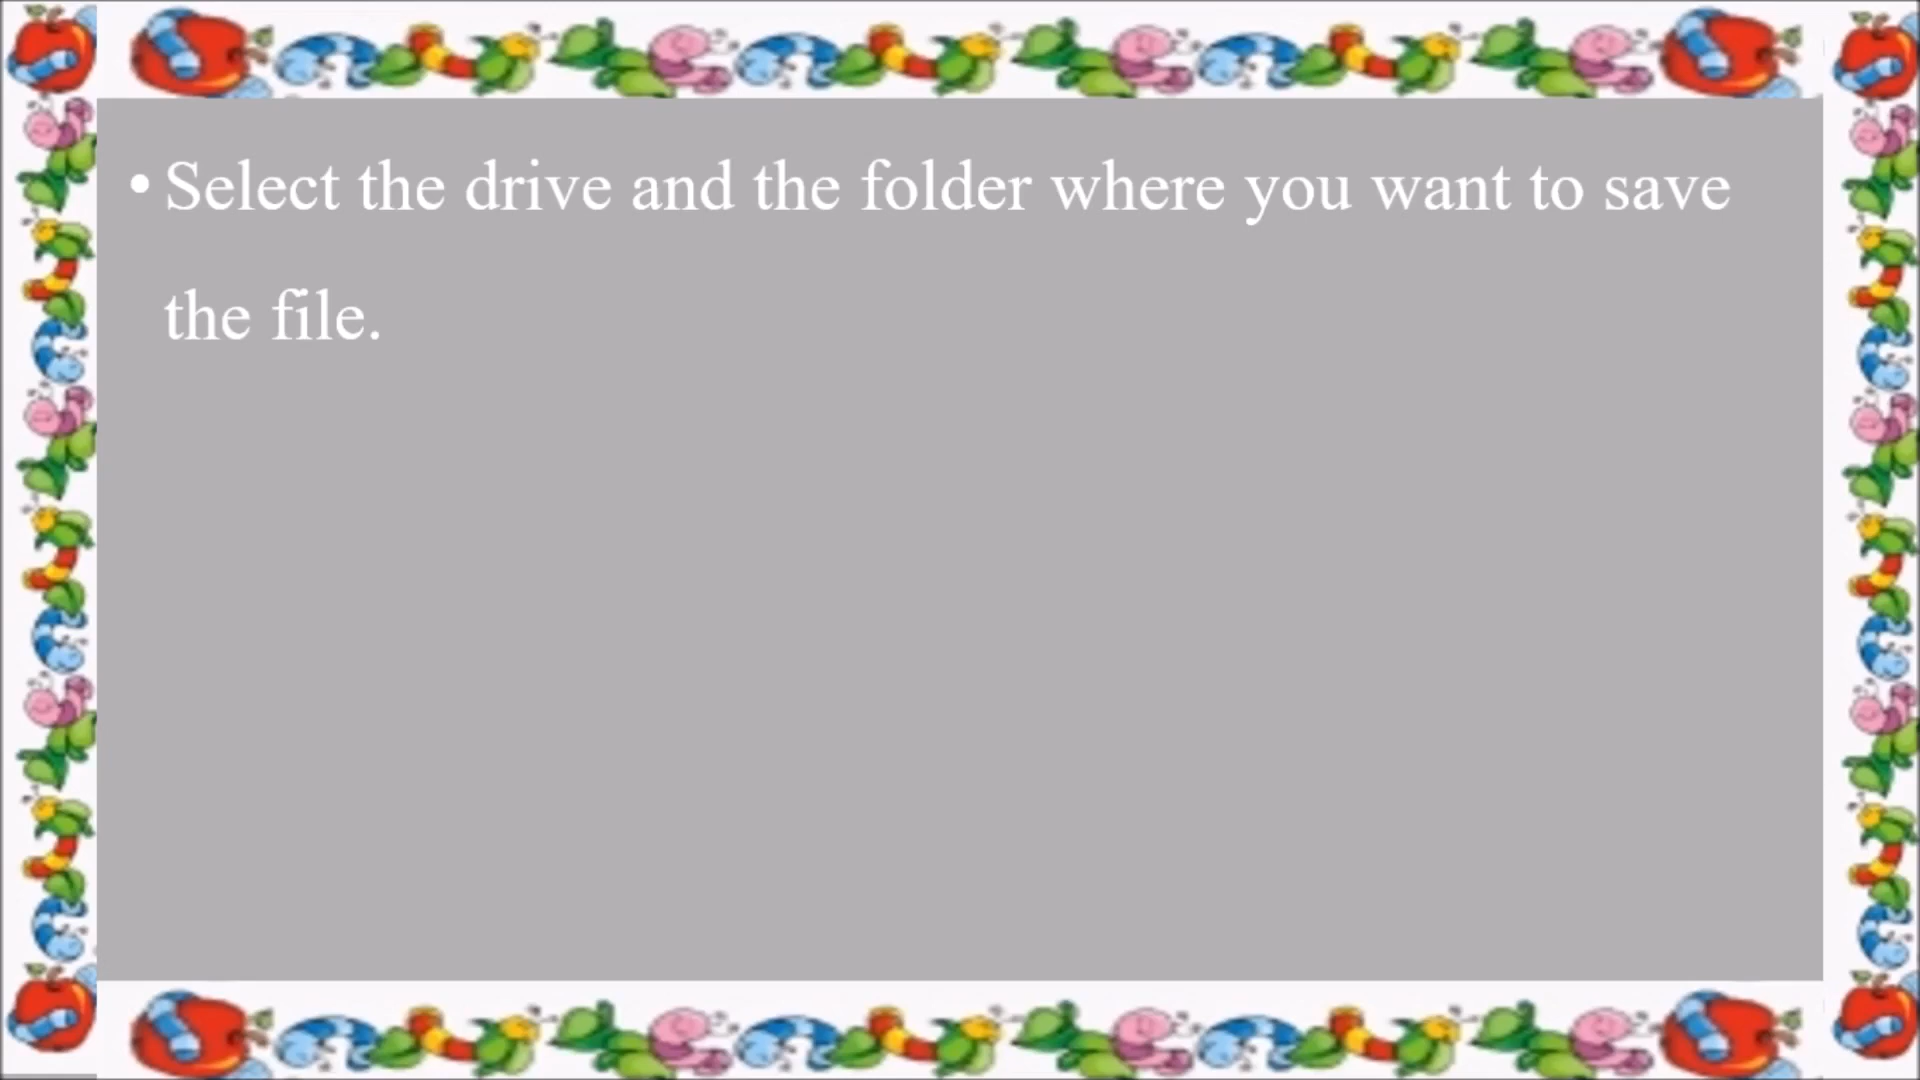 • Select the drive and the folder where you want to save
the file.